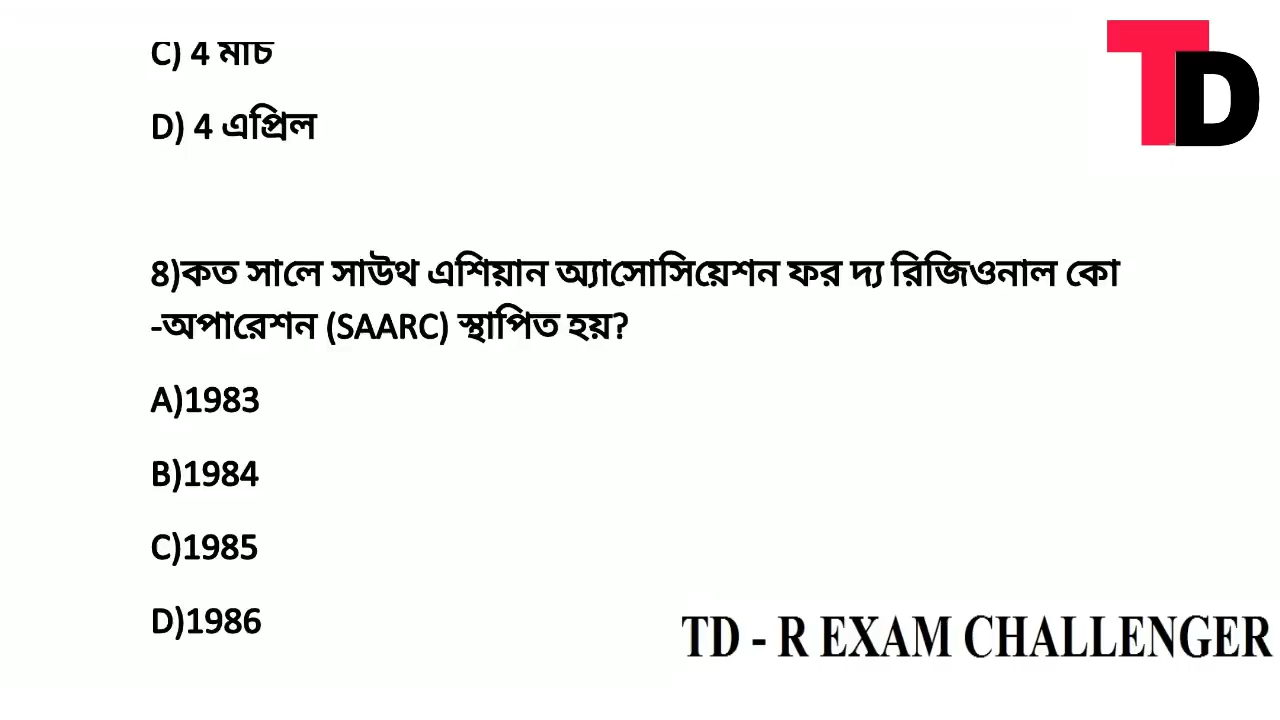 C) 4 মার্চ
D) 4 এপ্রিল
TD
8)কত সালে সাউথ এশিয়ান অ্যাসোসিয়েশন ফর দ্য রিজিওনাল কো
-অপারেশন (SAARC) স্থাপিত হয়?
A)1983
B)1984
C)1985
D)1986
TD - R EXAM CHALLENGER